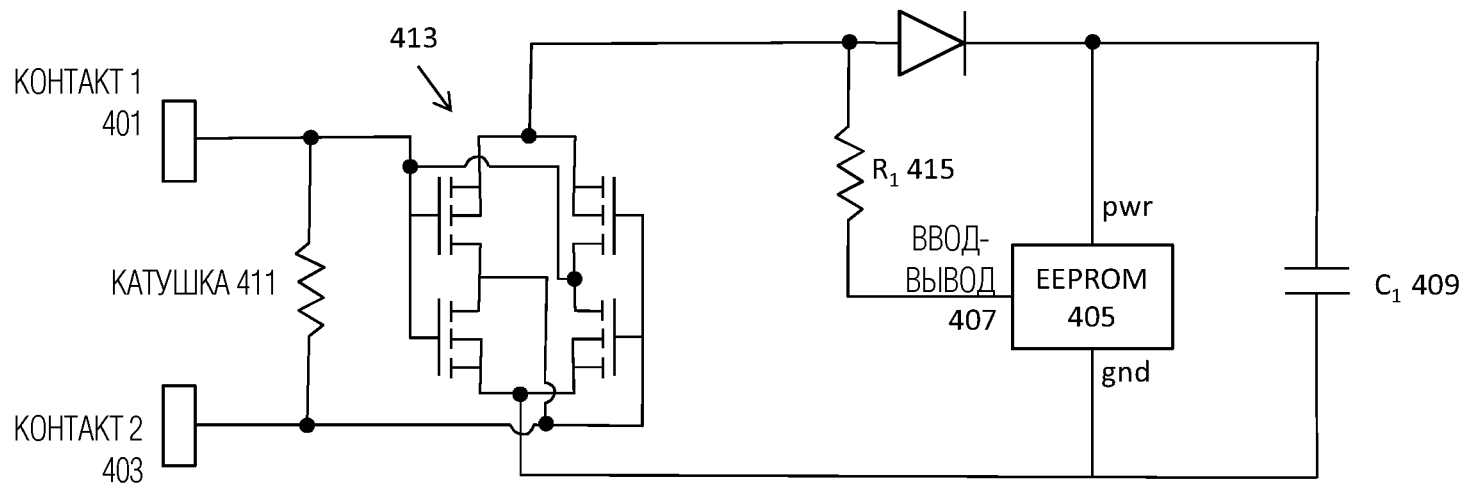 413
КОНТАКТ 1
401
R₁ 415
pwr
ВВОД-
ВЫВОД
407
EEPROM
405
КАТУШКА 411
C₁ 409
gnd
КОНТАКТ 2
403